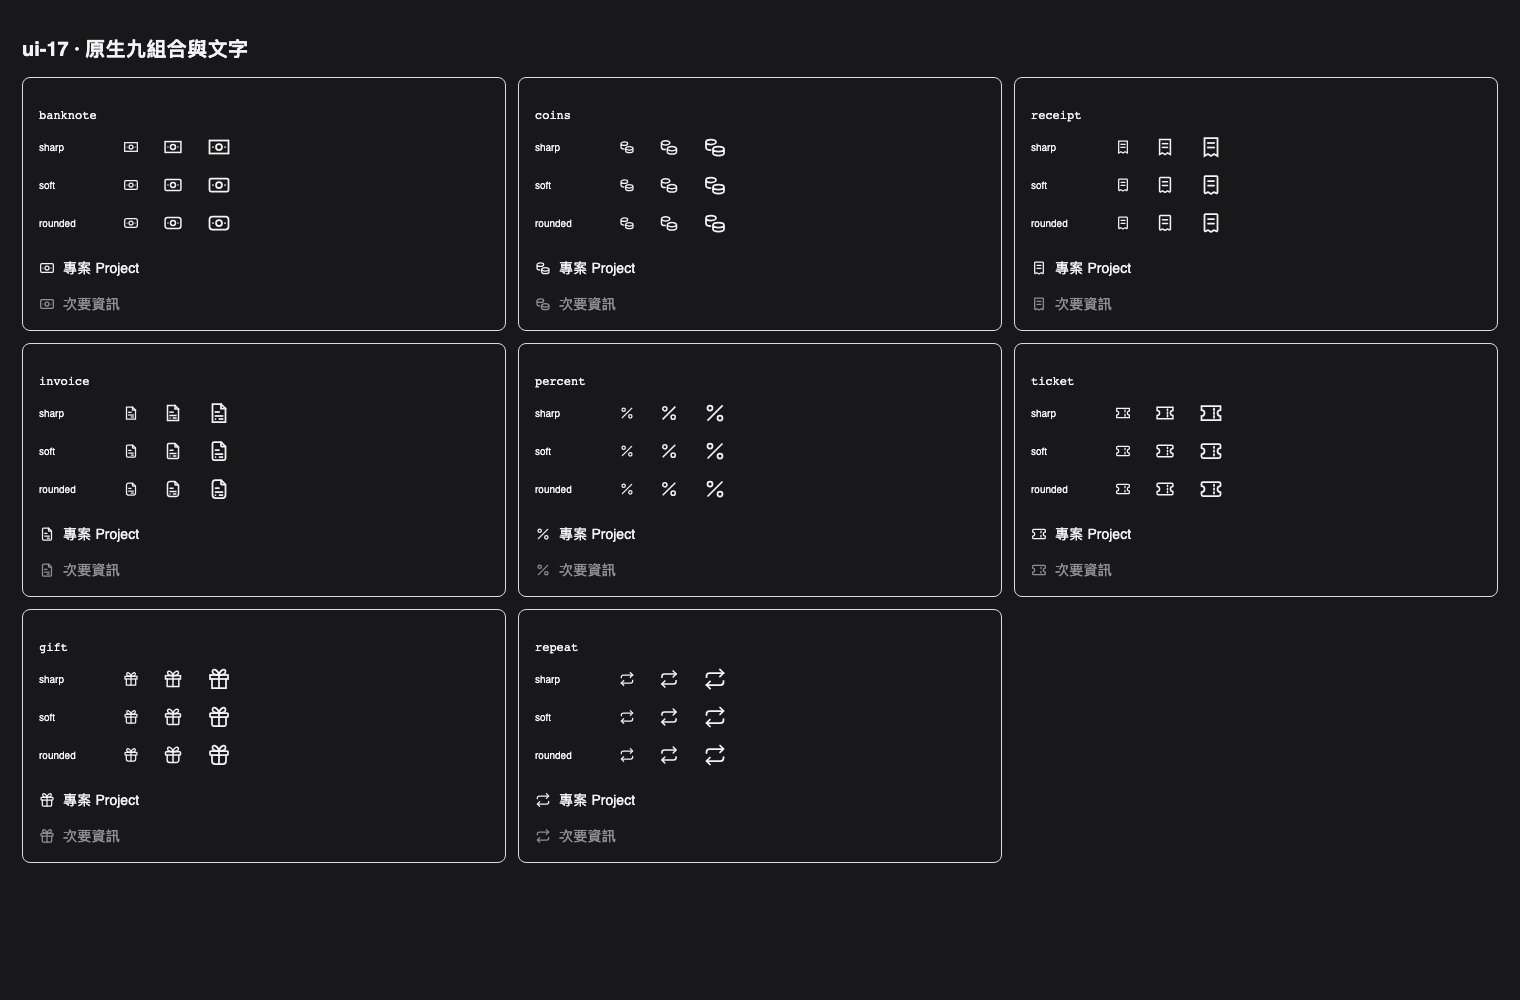 ui-17 · 原生九組合與文字
banknote
sharp
soft
rounded
專案 Project
次要資訊
coins
sharp
soft
rounded
專案 Project
次要資訊
receipt
sharp
soft
rounded
專案 Project
次要資訊
invoice
sharp
soft
rounded
專案 Project
次要資訊
percent
sharp
soft
rounded
專案 Project
次要資訊
ticket
sharp
soft
rounded
專案 Project
次要資訊
gift
sharp
soft
rounded
專案 Project
次要資訊
repeat
sharp
soft
rounded
專案 Project
次要資訊